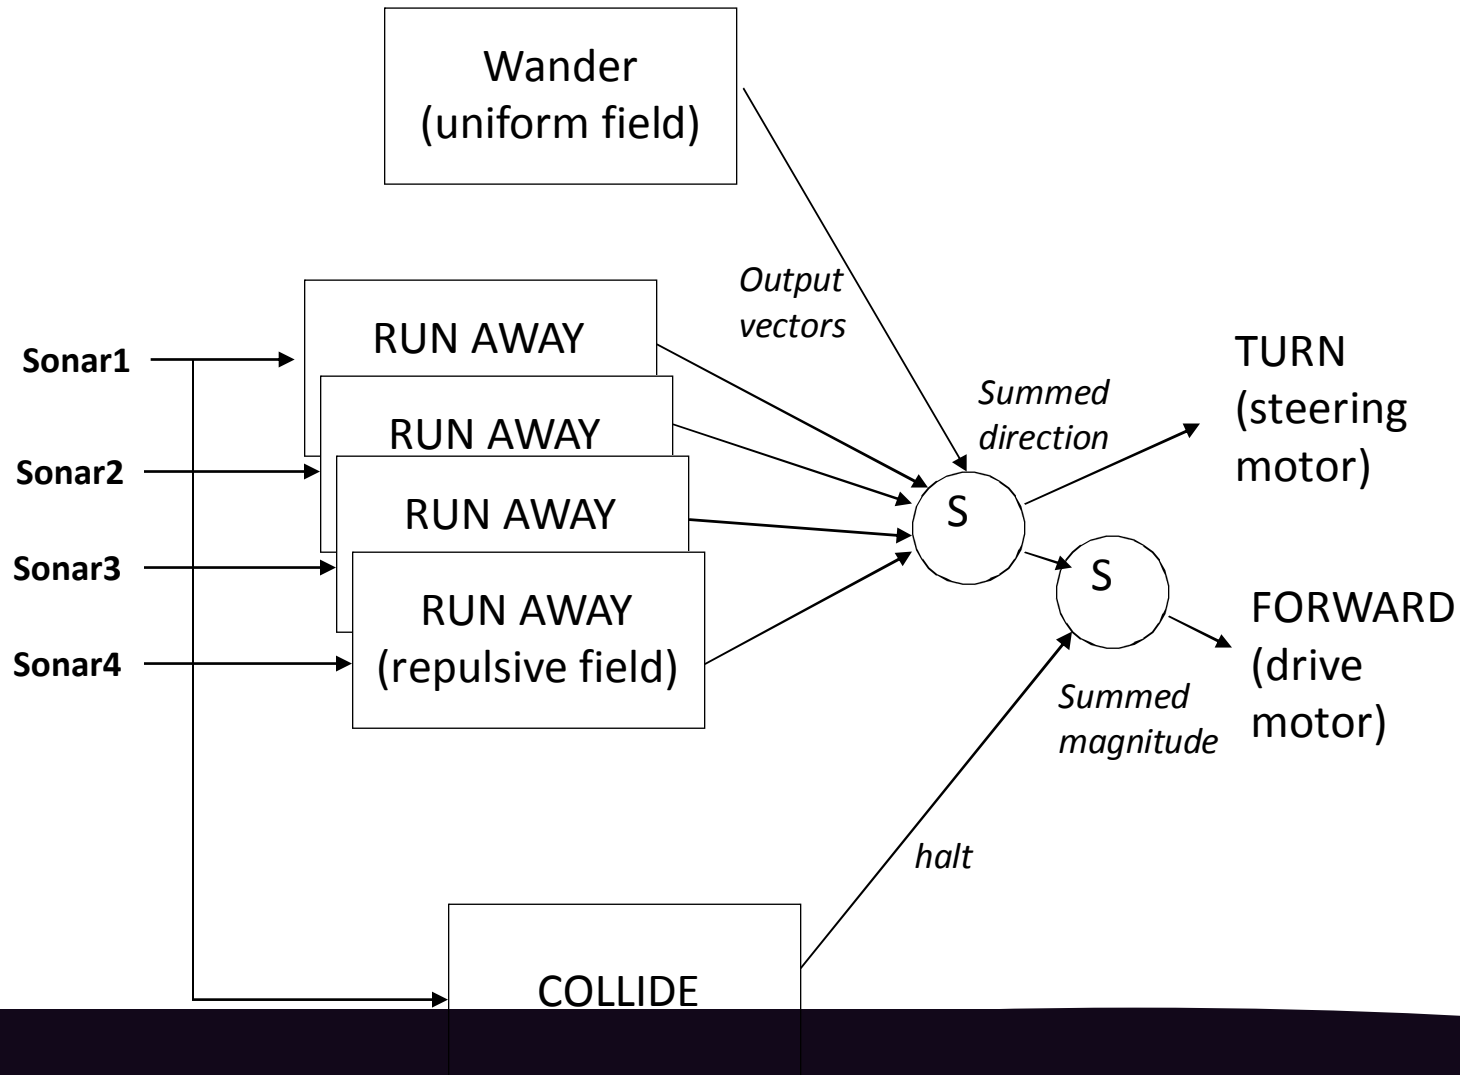 Wander
(uniform field)
Output
vectors
RUN AWAY
Sonar1
TURN
(steering
motor)
Summed
direction
RUN AWAY
Sonar2
RUN AWAY
S
Sonar3
S
RUN AWAY
(repulsive field)
Sonar4
FORWARD
(drive
motor)
Summed
magnitude
halt
COLLIDE